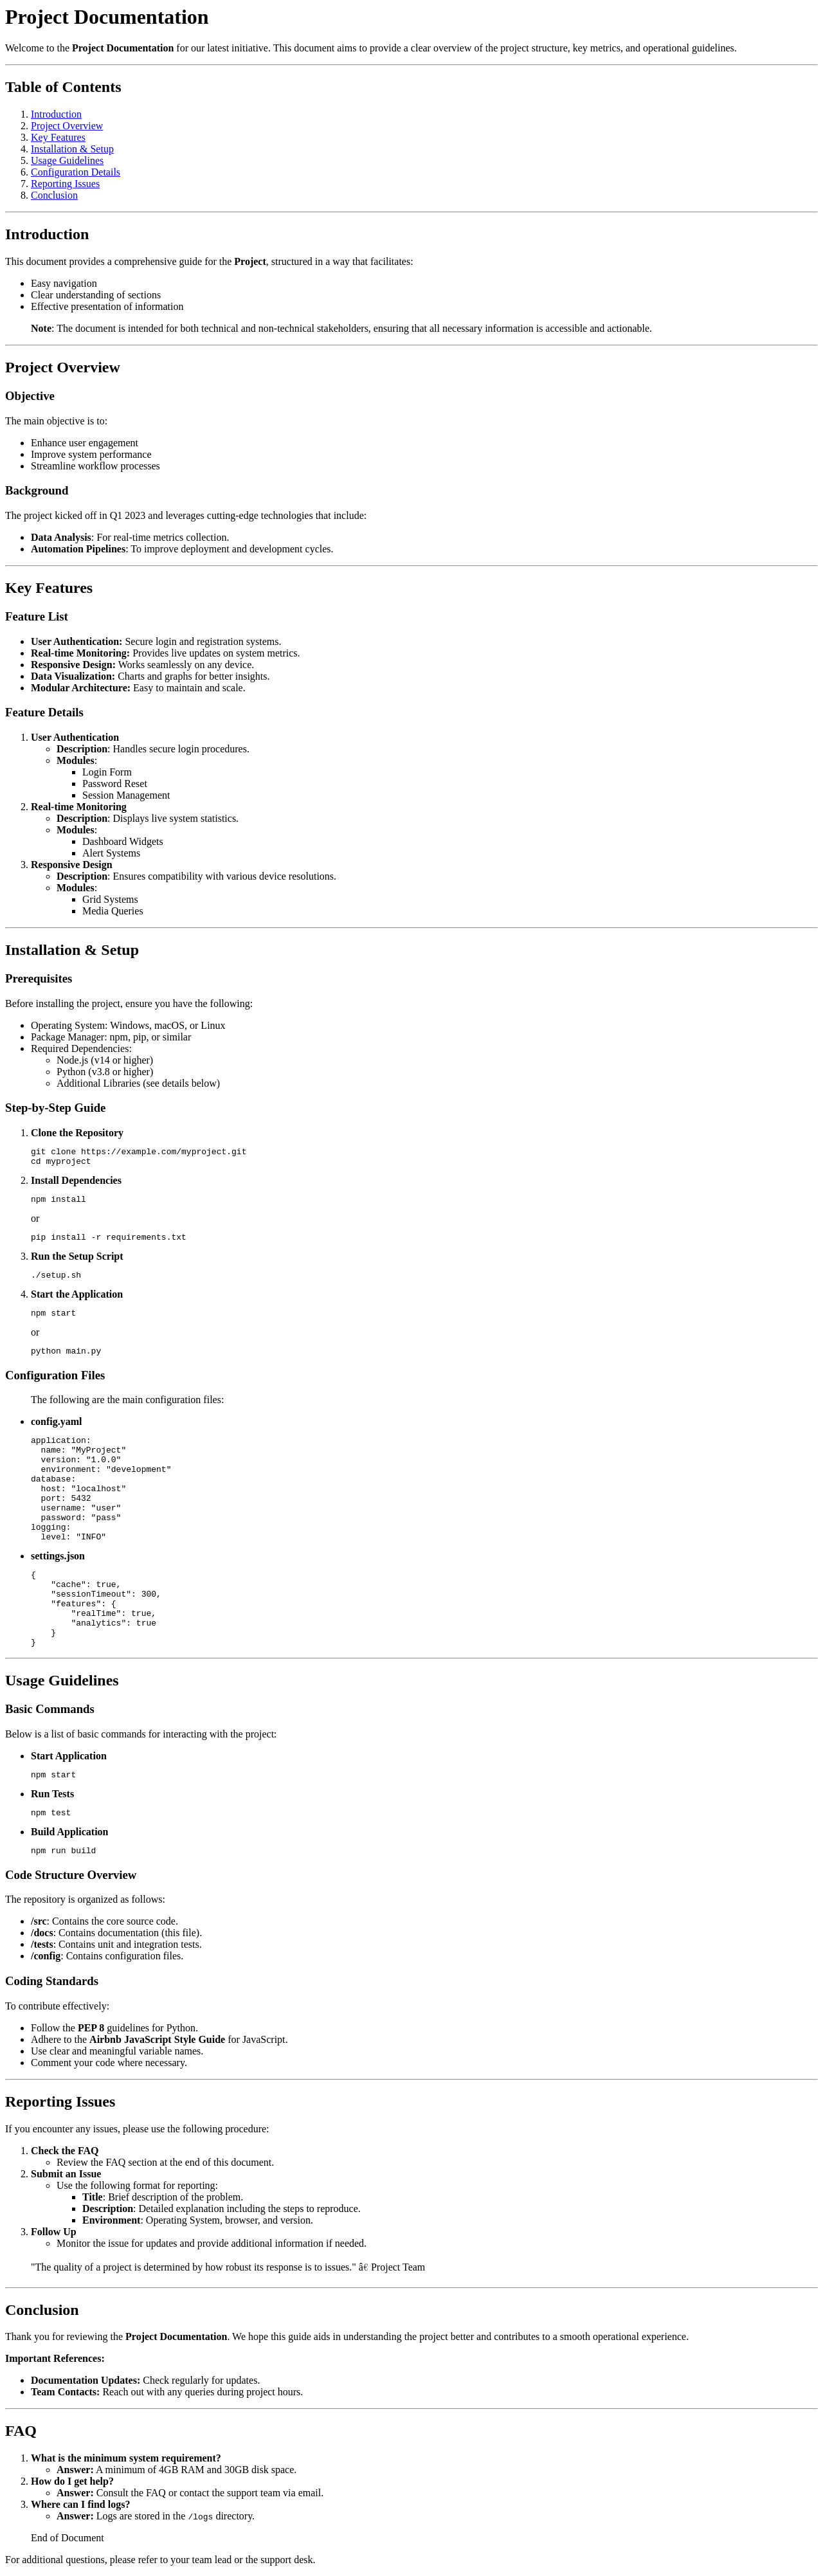 Project Documentation
Welcome to the Project Documentation for our latest initiative. This document aims to provide a clear overview of the project structure, key metrics, and operational guidelines.
Table of Contents
1. Introduction
2. Project Overview
3. Key Features
4. Installation & Setup
5. Usage Guidelines
6. Configuration Details
7. Reporting Issues
8. Conclusion
Introduction
This document provides a comprehensive guide for the Project, structured in a way that facilitates:
• Easy navigation
• Clear understanding of sections
• Effective presentation of information
Note: The document is intended for both technical and non-technical stakeholders, ensuring that all necessary information is accessible and actionable.
Project Overview
Objective
The main objective is to:
• Enhance user engagement
• Improve system performance
• Streamline workflow processes
Background
The project kicked off in Q1 2023 and leverages cutting-edge technologies that include:
• Data Analysis: For real-time metrics collection.
• Automation Pipelines: To improve deployment and development cycles.
Key Features
Feature List
• User Authentication: Secure login and registration systems.
• Real-time Monitoring: Provides live updates on system metrics.
• Responsive Design: Works seamlessly on any device.
• Data Visualization: Charts and graphs for better insights.
• Modular Architecture: Easy to maintain and scale.
Feature Details
1. User Authentication
◦ Description: Handles secure login procedures.
◦ Modules:
▪ Login Form
▪ Password Reset
▪ Session Management
2. Real-time Monitoring
◦ Description: Displays live system statistics.
◦ Modules:
▪ Dashboard Widgets
▪ Alert Systems
3. Responsive Design
◦ Description: Ensures compatibility with various device resolutions.
◦ Modules:
▪ Grid Systems
▪ Media Queries
Installation & Setup
Prerequisites
Before installing the project, ensure you have the following:
• Operating System: Windows, macOS, or Linux
• Package Manager: npm, pip, or similar
• Required Dependencies:
◦ Node.js (v14 or higher)
◦ Python (v3.8 or higher)
◦ Additional Libraries (see details below)
Step-by-Step Guide
1. Clone the Repository
git clone https://example.com/myproject.git
cd myproject
2. Install Dependencies
npm install
or
pip install -r requirements.txt
3. Run the Setup Script
./setup.sh
4. Start the Application
npm start
or
python main.py
Configuration Files
The following are the main configuration files:
• config.yaml
application:
  name: "MyProject"
  version: "1.0.0"
  environment: "development"
database:
  host: "localhost"
  port: 5432
  username: "user"
  password: "pass"
logging:
  level: "INFO"
• settings.json
{
    "cache": true,
    "sessionTimeout": 300,
    "features": {
        "realTime": true,
        "analytics": true
    }
}
Usage Guidelines
Basic Commands
Below is a list of basic commands for interacting with the project:
• Start Application
npm start
• Run Tests
npm test
• Build Application
npm run build
Code Structure Overview
The repository is organized as follows:
• /src: Contains the core source code.
• /docs: Contains documentation (this file).
• /tests: Contains unit and integration tests.
• /config: Contains configuration files.
Coding Standards
To contribute effectively:
• Follow the PEP 8 guidelines for Python.
• Adhere to the Airbnb JavaScript Style Guide for JavaScript.
• Use clear and meaningful variable names.
• Comment your code where necessary.
Reporting Issues
If you encounter any issues, please use the following procedure:
1. Check the FAQ
◦ Review the FAQ section at the end of this document.
2. Submit an Issue
◦ Use the following format for reporting:
▪ Title: Brief description of the problem.
▪ Description: Detailed explanation including the steps to reproduce.
▪ Environment: Operating System, browser, and version.
3. Follow Up
◦ Monitor the issue for updates and provide additional information if needed.
"The quality of a project is determined by how robust its response is to issues." â€ Project Team
Conclusion
Thank you for reviewing the Project Documentation. We hope this guide aids in understanding the project better and contributes to a smooth operational experience.
Important References:
• Documentation Updates: Check regularly for updates.
• Team Contacts: Reach out with any queries during project hours.
FAQ
1. What is the minimum system requirement?
◦ Answer: A minimum of 4GB RAM and 30GB disk space.
2. How do I get help?
◦ Answer: Consult the FAQ or contact the support team via email.
3. Where can I find logs?
◦ Answer: Logs are stored in the /logs directory.
End of Document
For additional questions, please refer to your team lead or the support desk.